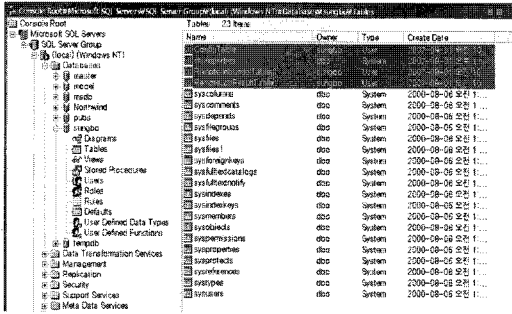 Console Root\Microsoft SQL Servers\SQL Server Group\(local) (Windows NT)\Databases\sungbo\Tables
Console Root
Microsoft SQL Servers
SQL Server Group
(local) (Windows NT)
Databases
master
model
msdb
Northwind
pubs
sungbo
Diagrams
Tables
Views
Stored Procedures
Users
Roles
Rules
Defaults
User Defined Data Types
User Defined Functions
tempdb
Data Transformation Services
Management
Replication
Security
Support Services
Meta Data Services
Tables 23 Items
Name Owner Type Create Date
syscolumns dbo System 2000-08-06 오전 1:...
syscomments dbo System 2000-08-06 오전 1:...
sysdepends dbo System 2000-08-06 오전 1:...
sysfilegroups dbo System 2000-08-06 오전 1:...
sysfiles dbo System 2000-08-06 오전 1:...
sysfiles1 dbo System 2000-08-06 오전 1:...
sysforeignkeys dbo System 2000-08-06 오전 1:...
sysfulltextcatalogs dbo System 2000-08-06 오전 1:...
sysfulltextnotify dbo System 2000-08-06 오전 1:...
sysindexes dbo System 2000-08-06 오전 1:...
sysindexkeys dbo System 2000-08-06 오전 1:...
sysmembers dbo System 2000-08-06 오전 1:...
sysobjects dbo System 2000-08-06 오전 1:...
syspermissions dbo System 2000-08-06 오전 1:...
sysproperties dbo System 2000-08-06 오전 1:...
sysprotects dbo System 2000-08-06 오전 1:...
sysreferences dbo System 2000-08-06 오전 1:...
systypes dbo System 2000-08-06 오전 1:...
sysusers dbo System 2000-08-06 오전 1:...